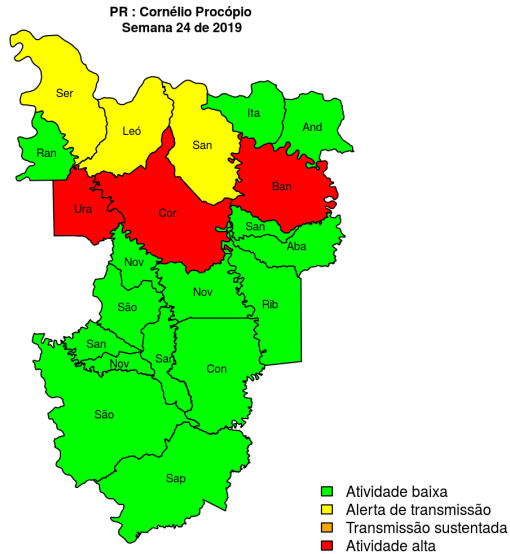 PR : Cornélio Procópio
Semana 24 de 2019
Ser
Leó
San
Ita
And
Ran
Ura
Cor
Ban
San
Aba
Nov
Nov
Rib
São
San
Nov
San
Con
São
Sap
Atividade baixa
Alerta de transmissão
Transmissão sustentada
Atividade alta